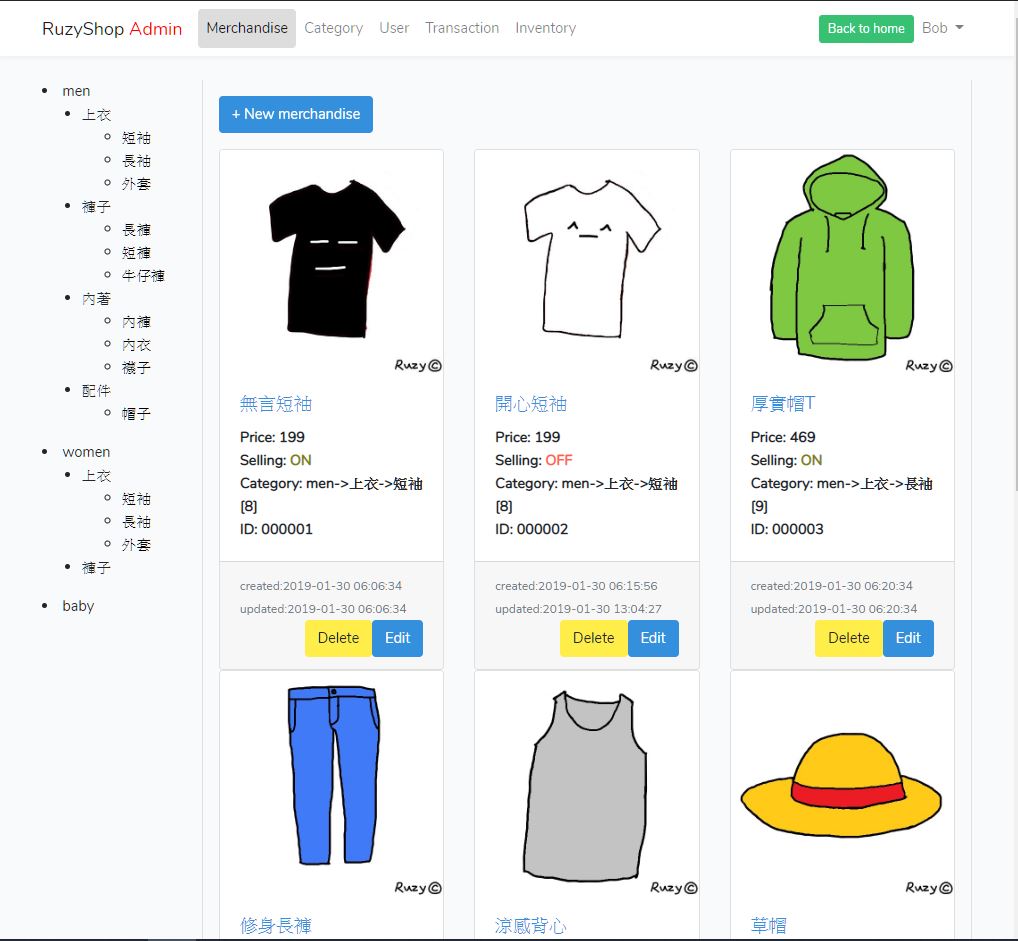 RuzyShop Admin
Merchandise
Category
User
Transaction
Inventory
Back to home
Bob
men
上衣
短袖
長袖
外套
褲子
長褲
短褲
牛仔褲
內著
內褲
內衣
襪子
配件
帽子
women
上衣
短袖
長袖
外套
褲子
baby
+ New merchandise
Ruzy©
無言短袖
Price: 199
Selling: ON
Category: men->上衣->短袖
[8]
ID: 000001
created:2019-01-30 06:06:34
updated:2019-01-30 06:06:34
Delete
Edit
Ruzy©
開心短袖
Price: 199
Selling: OFF
Category: men->上衣->短袖
[8]
ID: 000002
created:2019-01-30 06:15:56
updated:2019-01-30 13:04:27
Delete
Edit
Ruzy©
厚實帽T
Price: 469
Selling: ON
Category: men->上衣->長袖
[9]
ID: 000003
created:2019-01-30 06:20:34
updated:2019-01-30 06:20:34
Delete
Edit
Ruzy©
修身長褲
Ruzy©
涼感背心
Ruzy©
草帽